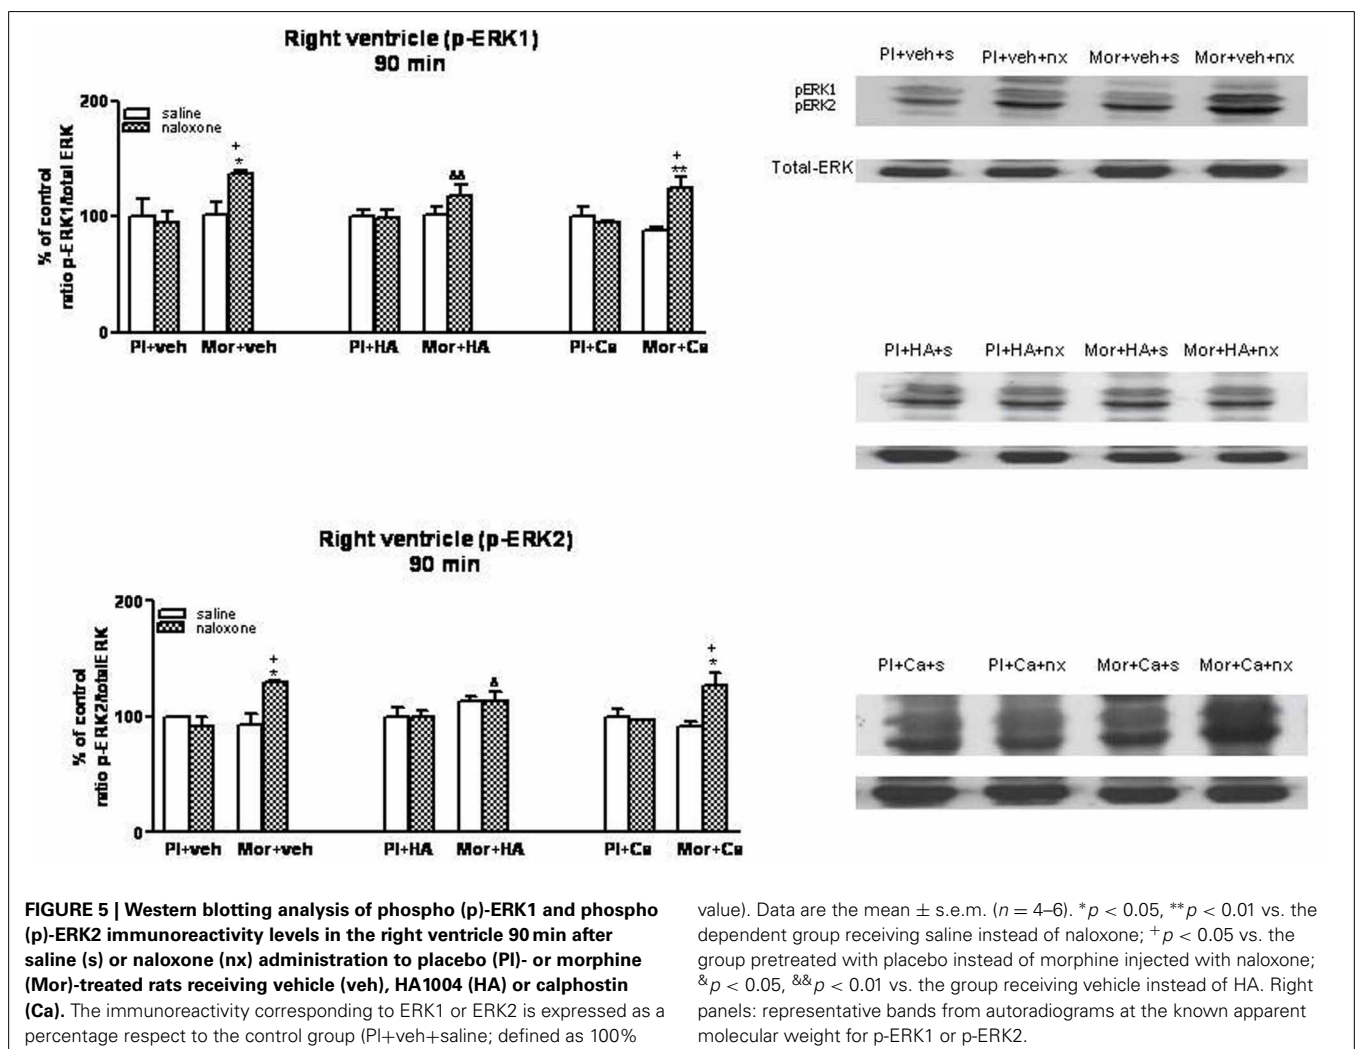 Right ventricle (p-ERK1)
90 min
200
100
0
% of control
ratio p-ERK1/total ERK
saline
naloxone
+
*
&&
+
**
Pl+veh
Mor+veh
Pl+HA
Mor+HA
Pl+Ca
Mor+Ca
Pl+veh+s
Pl+veh+nx
Mor+veh+s
Mor+veh+nx
pERK1
pERK2
Total-ERK
Pl+HA+s
Pl+HA+nx
Mor+HA+s
Mor+HA+nx
Right ventricle (p-ERK2)
90 min
200
100
0
% of control
ratio p-ERK2/totalERK
saline
naloxone
+
*
&
+
*
Pl+veh
Mor+veh
Pl+HA
Mor+HA
Pl+Ca
Mor+Ca
Pl+Ca+s
Pl+Ca+nx
Mor+Ca+s
Mor+Ca+nx
FIGURE 5 | Western blotting analysis of phospho (p)-ERK1 and phospho
(p)-ERK2 immunoreactivity levels in the right ventricle 90 min after
saline (s) or naloxone (nx) administration to placebo (Pl)- or morphine
(Mor)-treated rats receiving vehicle (veh), HA1004 (HA) or calphostin
(Ca). The immunoreactivity corresponding to ERK1 or ERK2 is expressed as a
percentage respect to the control group (Pl+veh+saline; defined as 100%
value). Data are the mean ± s.e.m. (n = 4–6). *p < 0.05, **p < 0.01 vs. the
dependent group receiving saline instead of naloxone; +p < 0.05 vs. the
group pretreated with placebo instead of morphine injected with naloxone;
&p < 0.05, &&p < 0.01 vs. the group receiving vehicle instead of HA. Right
panels: representative bands from autoradiograms at the known apparent
molecular weight for p-ERK1 or p-ERK2.